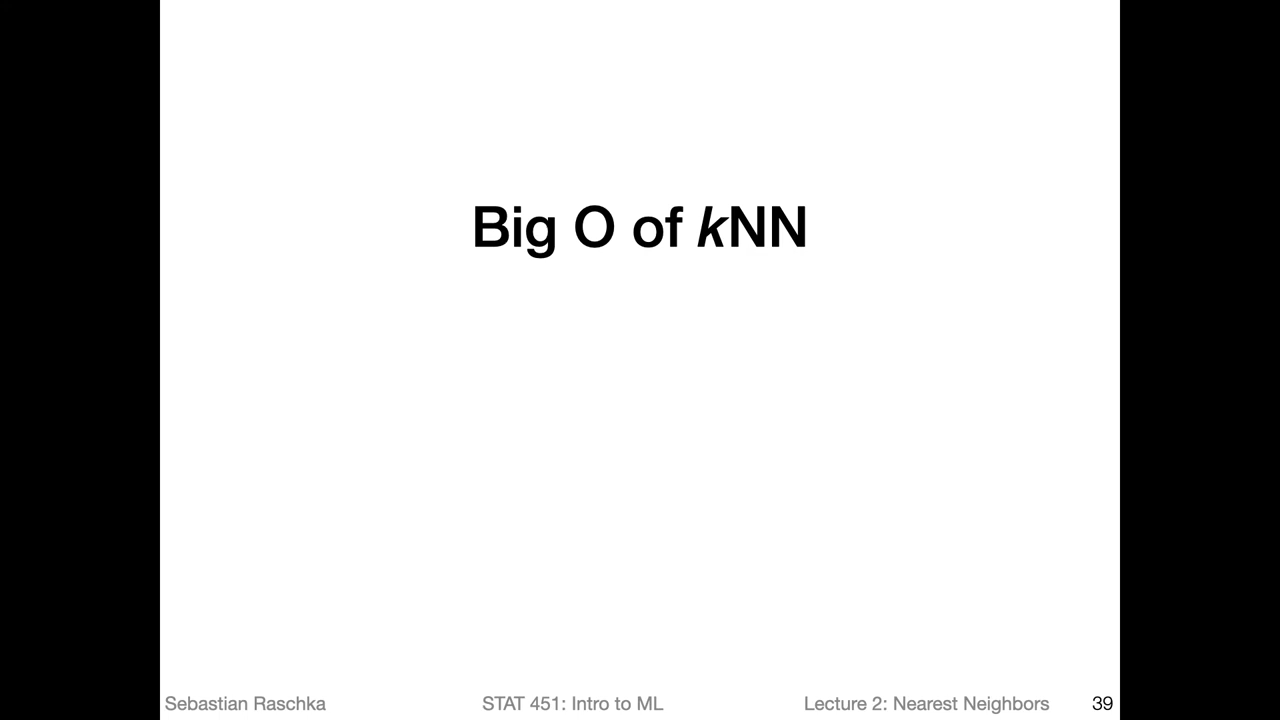 Big O of kNN
Sebastian Raschka STAT 451: Intro to ML Lecture 2: Nearest Neighbors 39